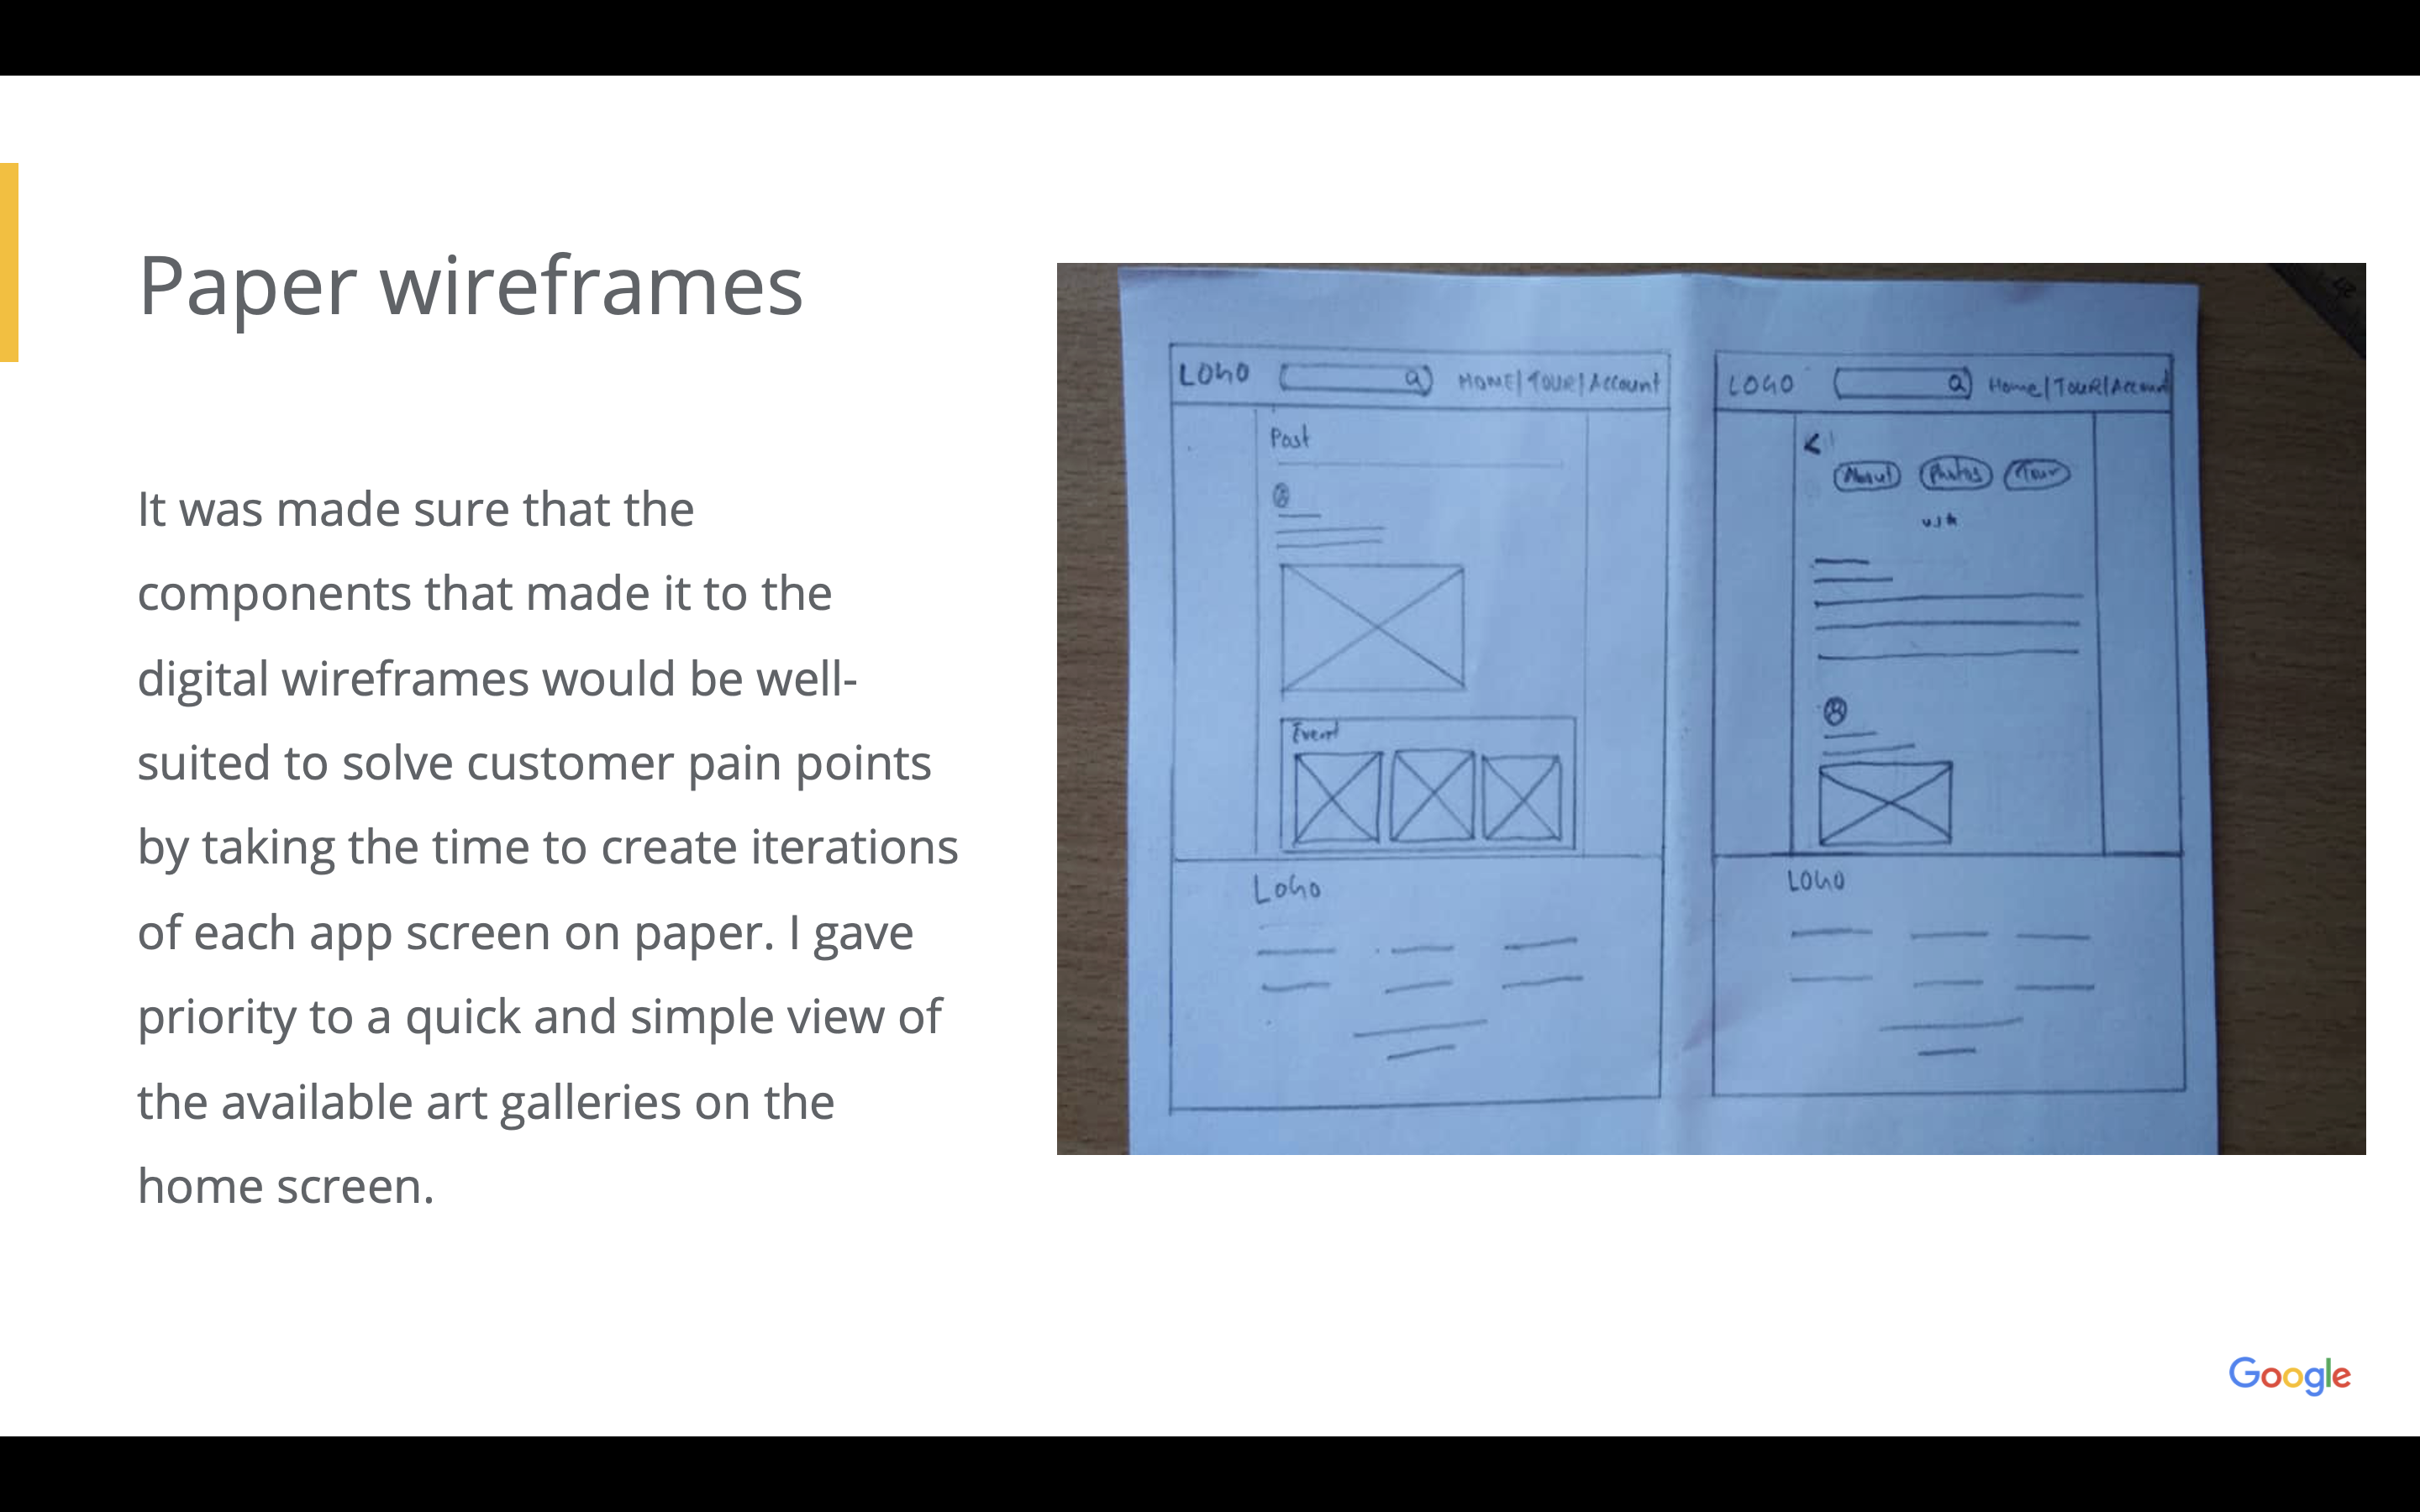 Paper wireframes
It was made sure that the
components that made it to the
digital wireframes would be well-
suited to solve customer pain points
by taking the time to create iterations
of each app screen on paper. I gave
priority to a quick and simple view of
the available art galleries on the
home screen.
LOGO HOME|TOUR|Account
Post
Event
LOGO
LOGO Home|TOUR|Account
<
About Photos Tour
LOGO
Google